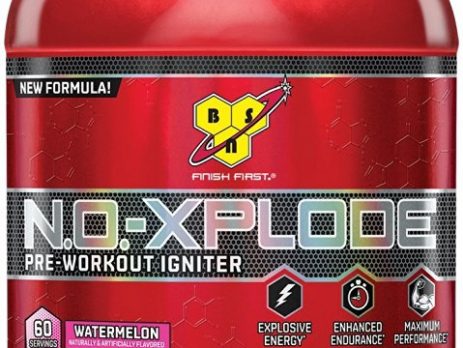 NEW FORMULA!
B S
N
FINISH FIRST.®
N.O.-XPLODE
PRE-WORKOUT IGNITER
60
SERVINGS
WATERMELON
NATURALLY & ARTIFICIALLY FLAVORED
EXPLOSIVE
ENERGY*
ENHANCED
ENDURANCE*
MAXIMUM
PERFORMANCE*